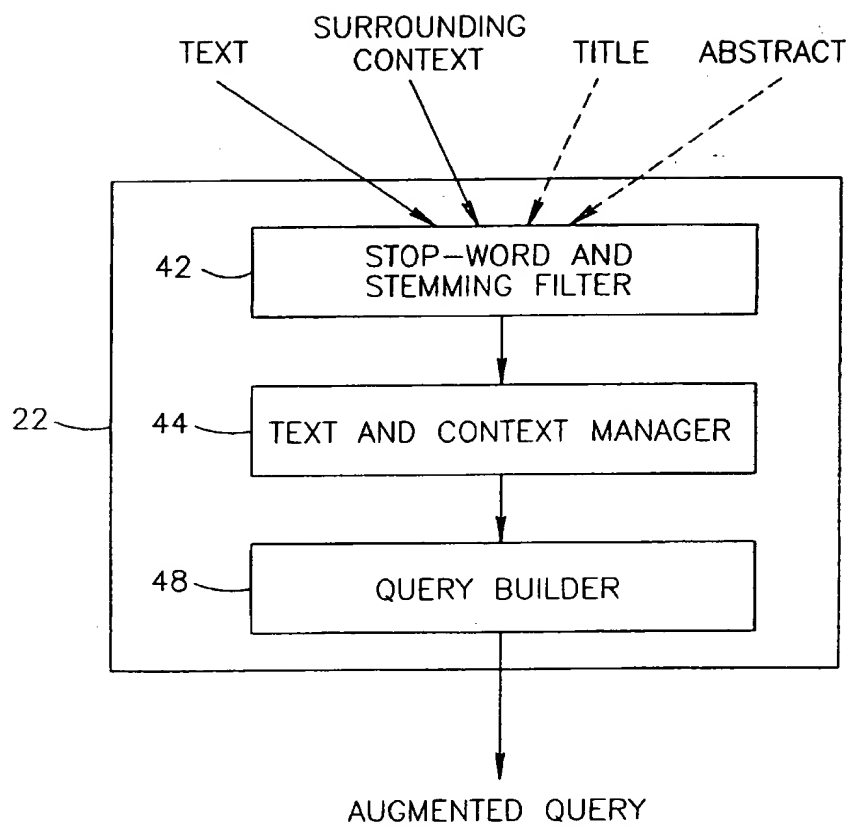 TEXT
SURROUNDING
CONTEXT
TITLE
ABSTRACT
42
STOP-WORD AND
STEMMING FILTER
22
44
TEXT AND CONTEXT MANAGER
48
QUERY BUILDER
AUGMENTED QUERY